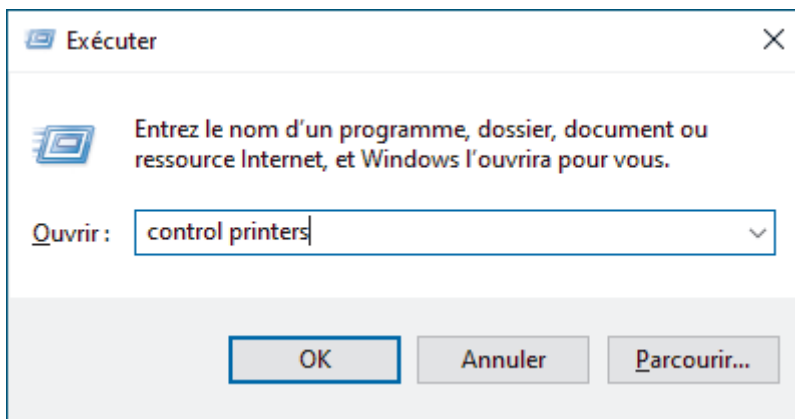 Exécuter
Entrez le nom d'un programme, dossier, document ou
ressource Internet, et Windows l'ouvrira pour vous.
Ouvrir : control printers
OK Annuler Parcourir...